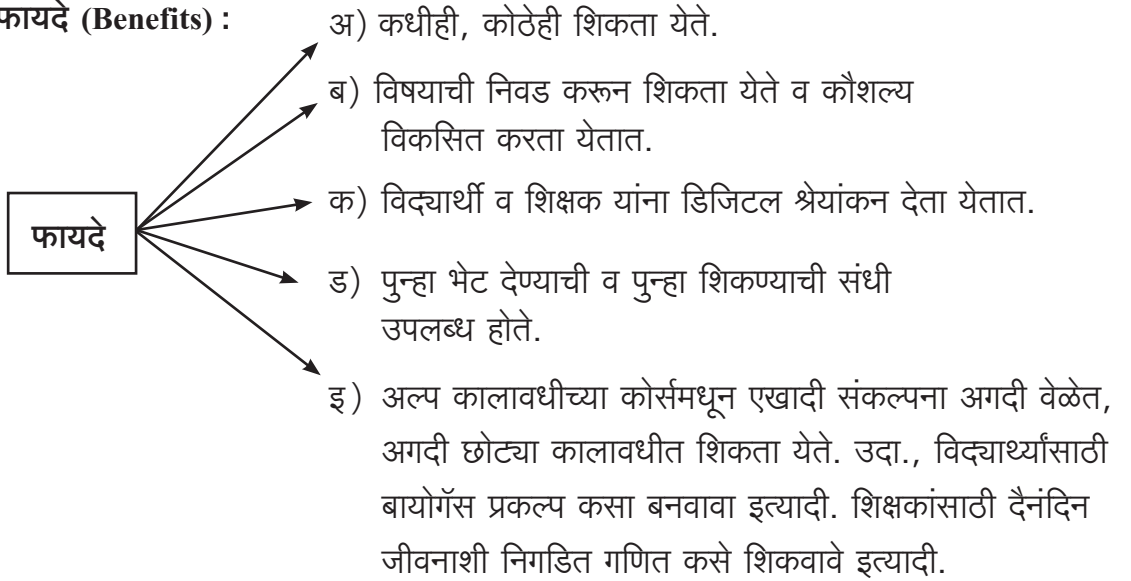 फायदे (Benefits) :
अ) कधीही, कोठेही शिकता येते.
ब) विषयाची निवड करून शिकता येते व कौशल्य
विकसित करता येतात.
क) विद्यार्थी व शिक्षक यांना डिजिटल श्रेयांकन देता येतात.
फायदे
ड) पुन्हा भेट देण्याची व पुन्हा शिकण्याची संधी
उपलब्ध होते.
इ) अल्प कालावधीच्या कोर्समधून एखादी संकल्पना अगदी वेळेत,
अगदी छोट्या कालावधीत शिकता येते. उदा., विद्यार्थ्यांसाठी
बायोगॅस प्रकल्प कसा बनवावा इत्यादी. शिक्षकांसाठी दैनंदिन
जीवनाशी निगडित गणित कसे शिकवावे इत्यादी.